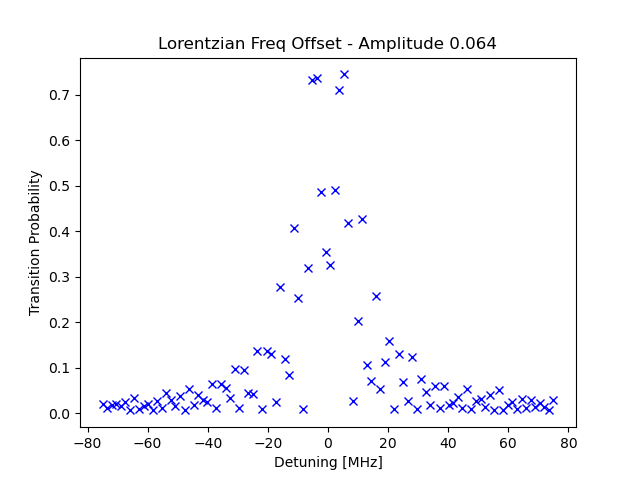 Lorentzian Freq Offset - Amplitude 0.064
0.7
0.6
0.5
0.4
0.3
0.2
0.1
0.0
Transition Probability
−80 −60 −40 −20 0 20 40 60 80
Detuning [MHz]